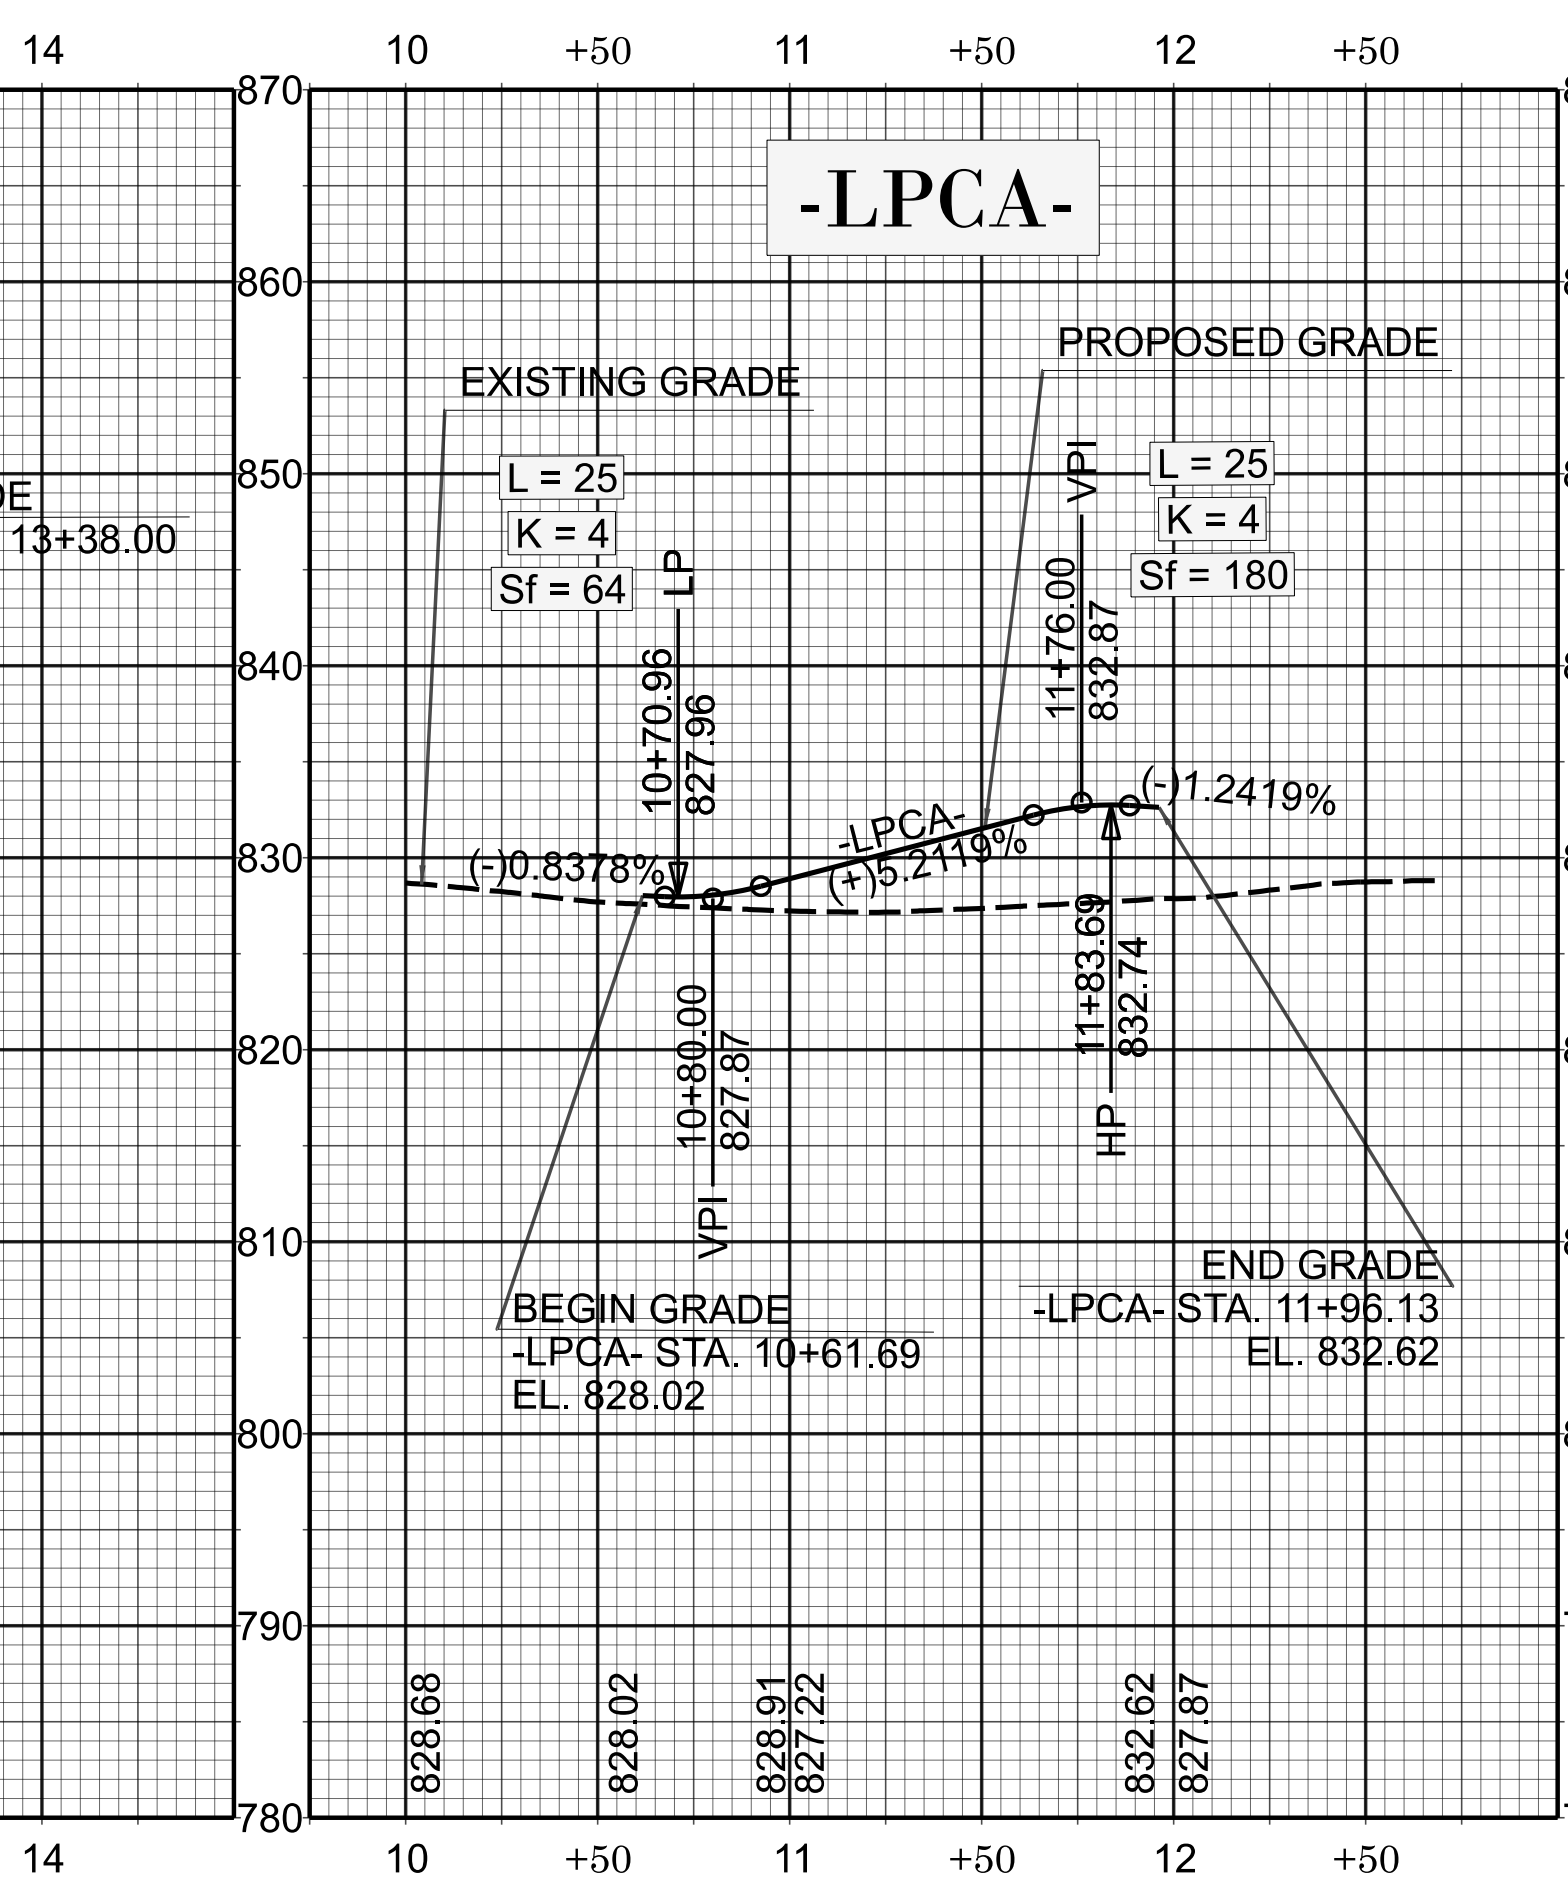 14 10 +50 11 +50 12 +50
870
-LPCA-
860
PROPOSED GRADE
EXISTING GRADE
850
VPI
L = 25
L = 25
K = 4
K = 4
Sf = 180
Sf = 64
DE
13+38.00
LP
11+76.00
832.87
840
10+70.96
827.96
(-)1.2419%
-LPCA-
830
(-)0.8378%
(+)5.2119%
11+83.69
832.74
820
10+80.00
827.87
HP
VPI
810
END GRADE
-LPCA- STA. 11+96.13
EL. 832.62
BEGIN GRADE
-LPCA- STA. 10+61.69
EL. 828.02
800
790
828.68
828.02
828.91
827.22
832.62
827.87
780
14 10 +50 11 +50 12 +50